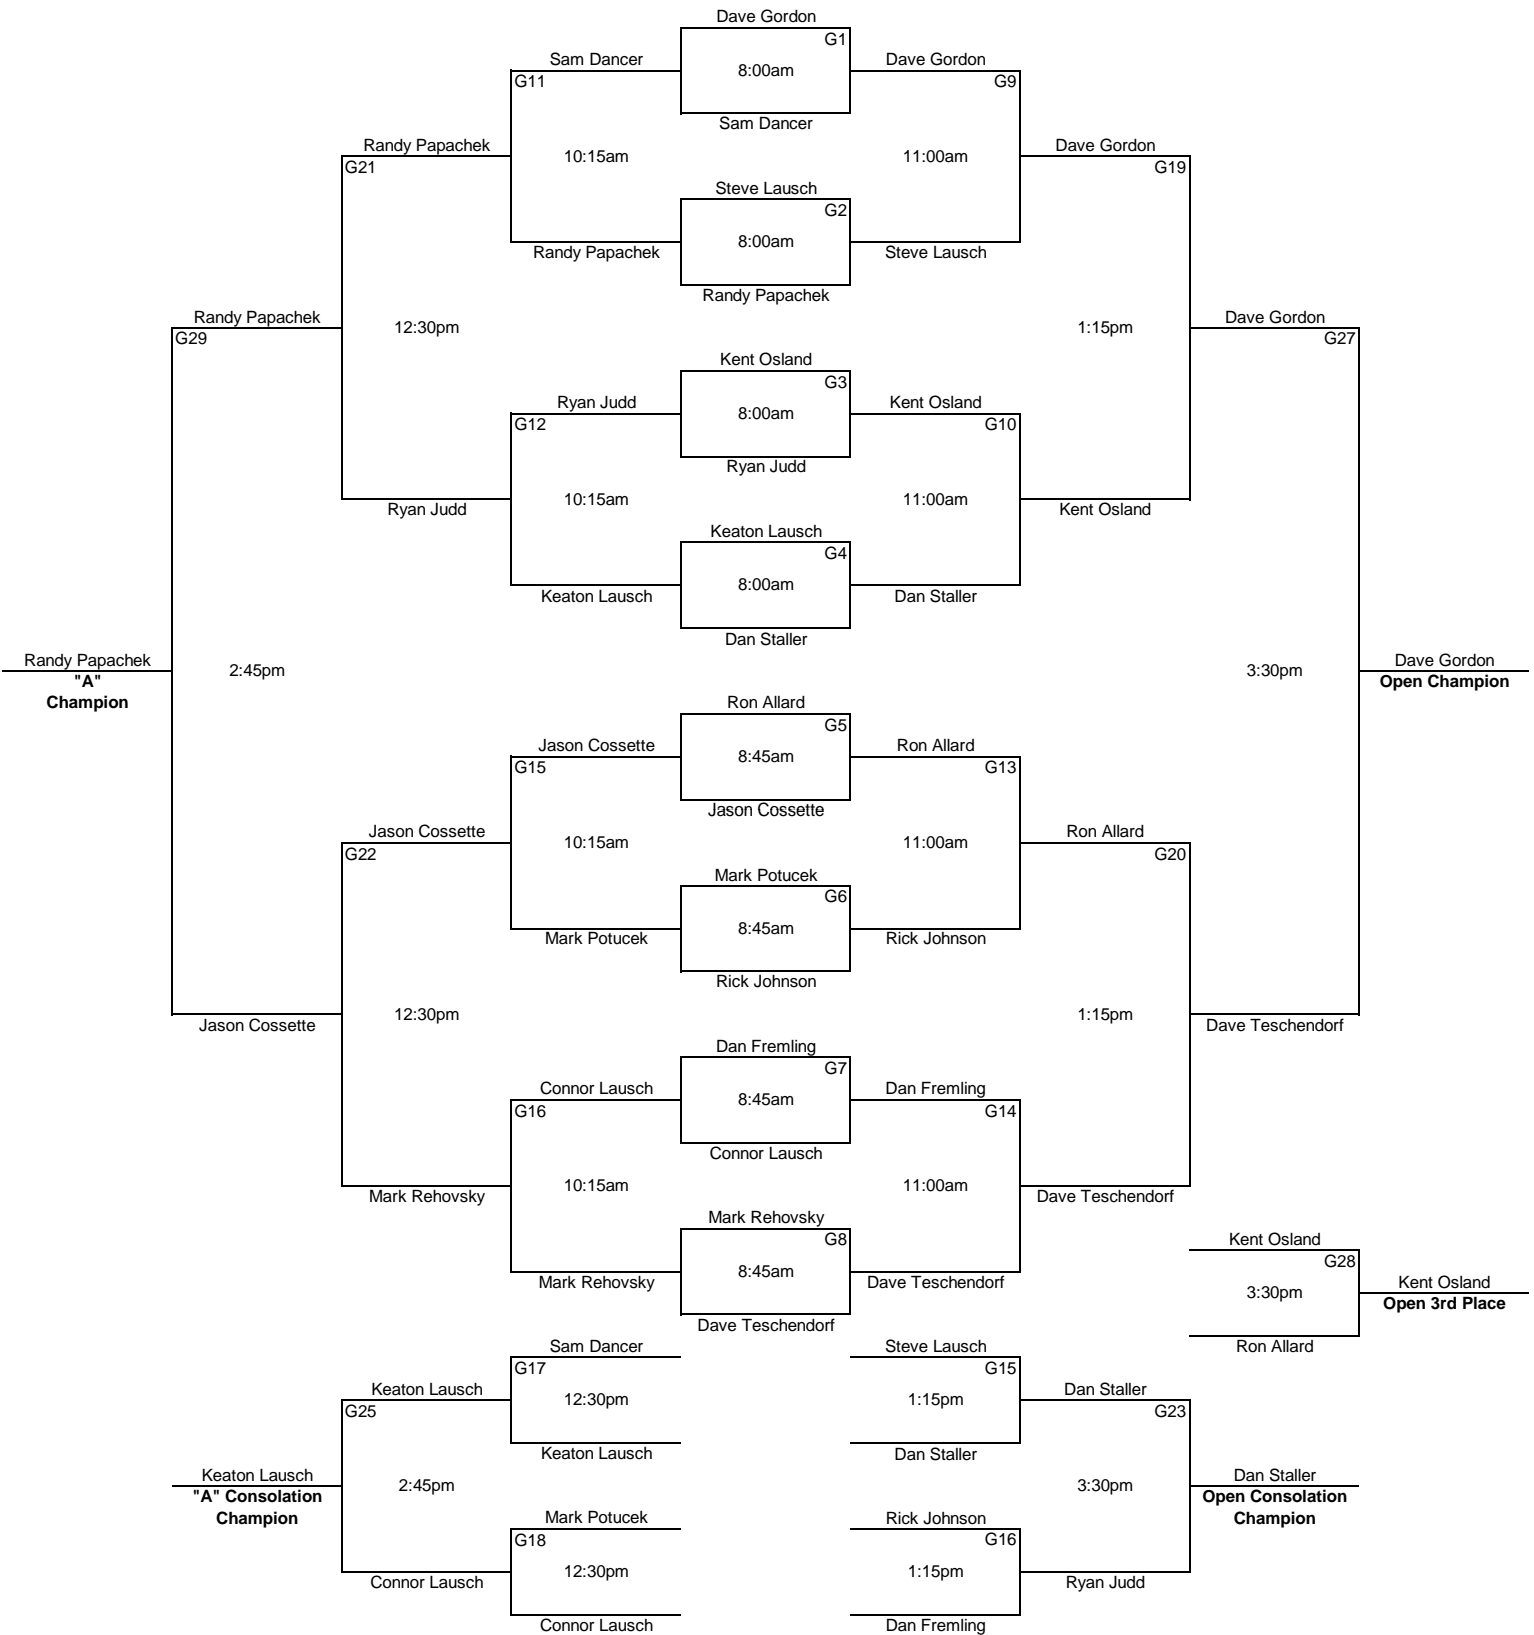 Dave Gordon
G1
Sam Dancer
8:00am
Dave Gordon
G11
G9
Sam Dancer
Randy Papachek
10:15am
11:00am
Dave Gordon
G21
G19
Steve Lausch
G2
8:00am
Randy Papachek
Steve Lausch
Randy Papachek
Randy Papachek
12:30pm
1:15pm
Dave Gordon
G29
G27
Kent Osland
G3
Ryan Judd
8:00am
Kent Osland
G12
G10
Ryan Judd
Ryan Judd
10:15am
11:00am
Kent Osland
Keaton Lausch
G4
8:00am
Keaton Lausch
Dan Staller
Dan Staller
Randy Papachek
2:45pm
3:30pm
Dave Gordon
"A"
Open Champion
Champion
Ron Allard
G5
Jason Cossette
8:45am
Ron Allard
G15
G13
Jason Cossette
Jason Cossette
10:15am
11:00am
Ron Allard
G22
G20
Mark Potucek
G6
8:45am
Mark Potucek
Rick Johnson
Rick Johnson
12:30pm
1:15pm
Jason Cossette
Dave Teschendorf
Dan Fremling
G7
Connor Lausch
8:45am
Dan Fremling
G16
G14
Connor Lausch
Mark Rehovsky
10:15am
11:00am
Dave Teschendorf
Mark Rehovsky
G8
8:45am
Mark Rehovsky
Dave Teschendorf
Dave Teschendorf
Kent Osland
G28
3:30pm
Kent Osland
Open 3rd Place
Ron Allard
Sam Dancer
Steve Lausch
G17
G15
Keaton Lausch
12:30pm
1:15pm
Dan Staller
G25
G23
Keaton Lausch
Dan Staller
Keaton Lausch
2:45pm
3:30pm
Dan Staller
"A" Consolation
Open Consolation
Champion
Champion
Mark Potucek
Rick Johnson
G18
G16
12:30pm
1:15pm
Connor Lausch
Ryan Judd
Connor Lausch
Dan Fremling